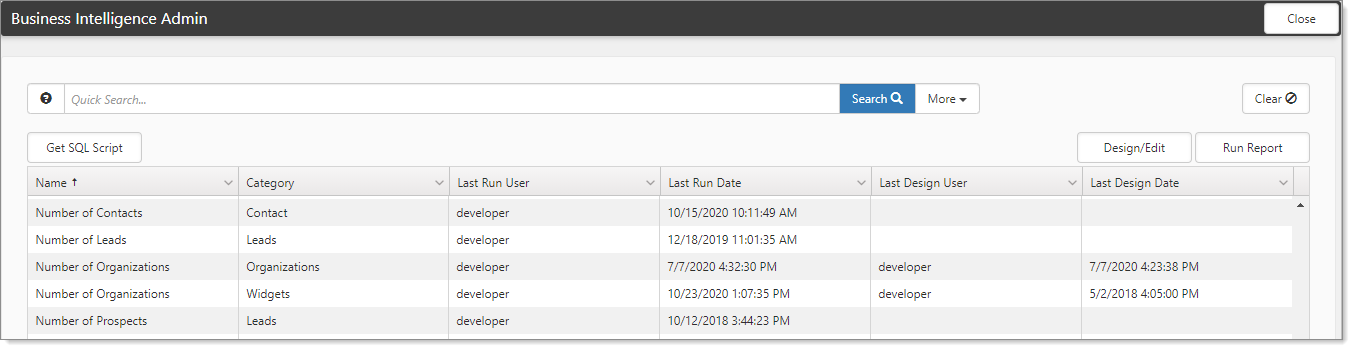 Business Intelligence Admin Close
Quick Search... Search More Clear
Get SQL Script Design/Edit Run Report
Name Category Last Run User Last Run Date Last Design User Last Design Date
Number of Contacts Contact developer 10/15/2020 10:11:49 AM
Number of Leads Leads developer 12/18/2019 11:01:35 AM
Number of Organizations Organizations developer 7/7/2020 4:32:30 PM developer 7/7/2020 4:23:38 PM
Number of Organizations Widgets developer 10/23/2020 1:07:35 PM developer 5/2/2018 4:05:00 PM
Number of Prospects Leads developer 10/12/2018 3:44:23 PM